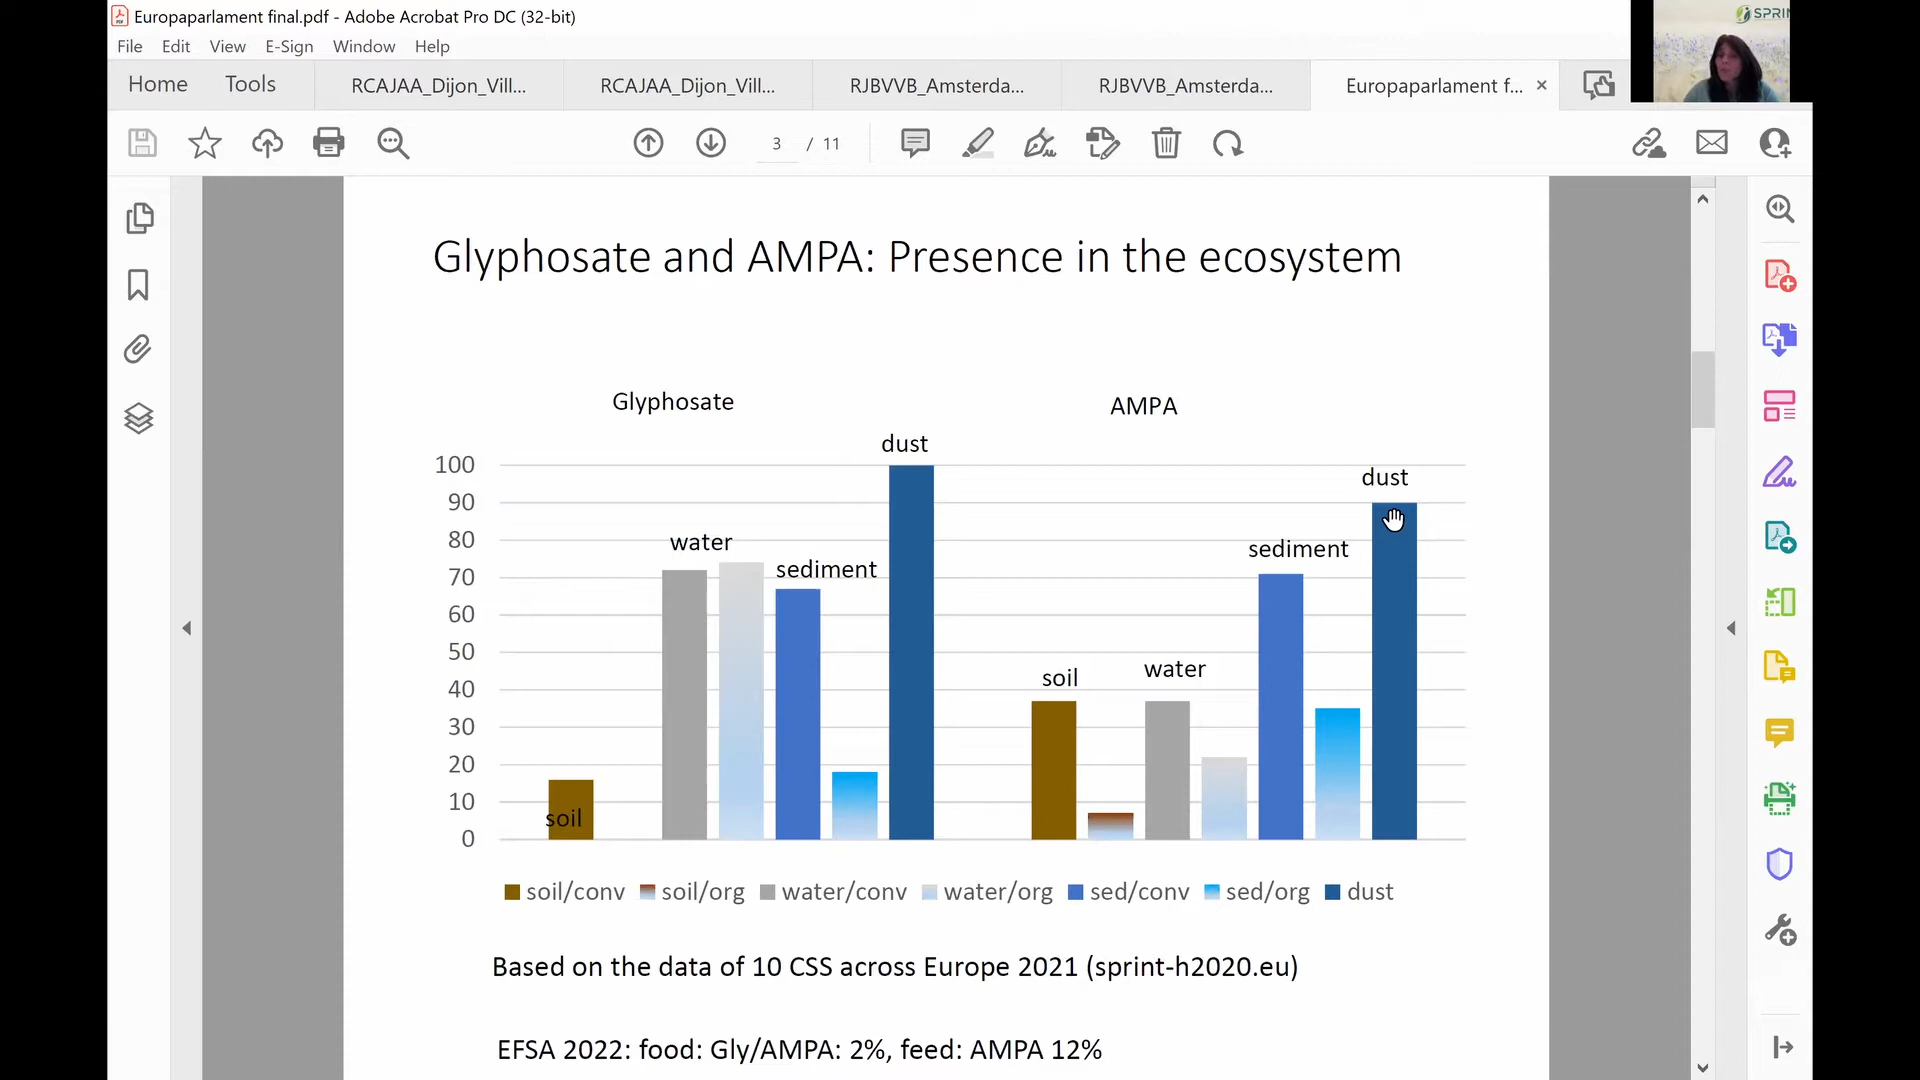 Europaparlament final.pdf - Adobe Acrobat Pro DC (32-bit)
SPRIN
File Edit View E-Sign Window Help
Home Tools RCAJAA_Dijon_Vill... RCAJAA_Dijon_Vill... RJBVVB_Amsterda... RJBVVB_Amsterda... Europaparlament f... ×
3 / 11
Glyphosate and AMPA: Presence in the ecosystem
Glyphosate AMPA
dust
100
dust
90
80
water
sediment
70
sediment
60
50
40
soil
water
30
20
10
soil
0
soil/conv soil/org water/conv water/org sed/conv sed/org dust
Based on the data of 10 CSS across Europe 2021 (sprint-h2020.eu)
EFSA 2022: food: Gly/AMPA: 2%, feed: AMPA 12%